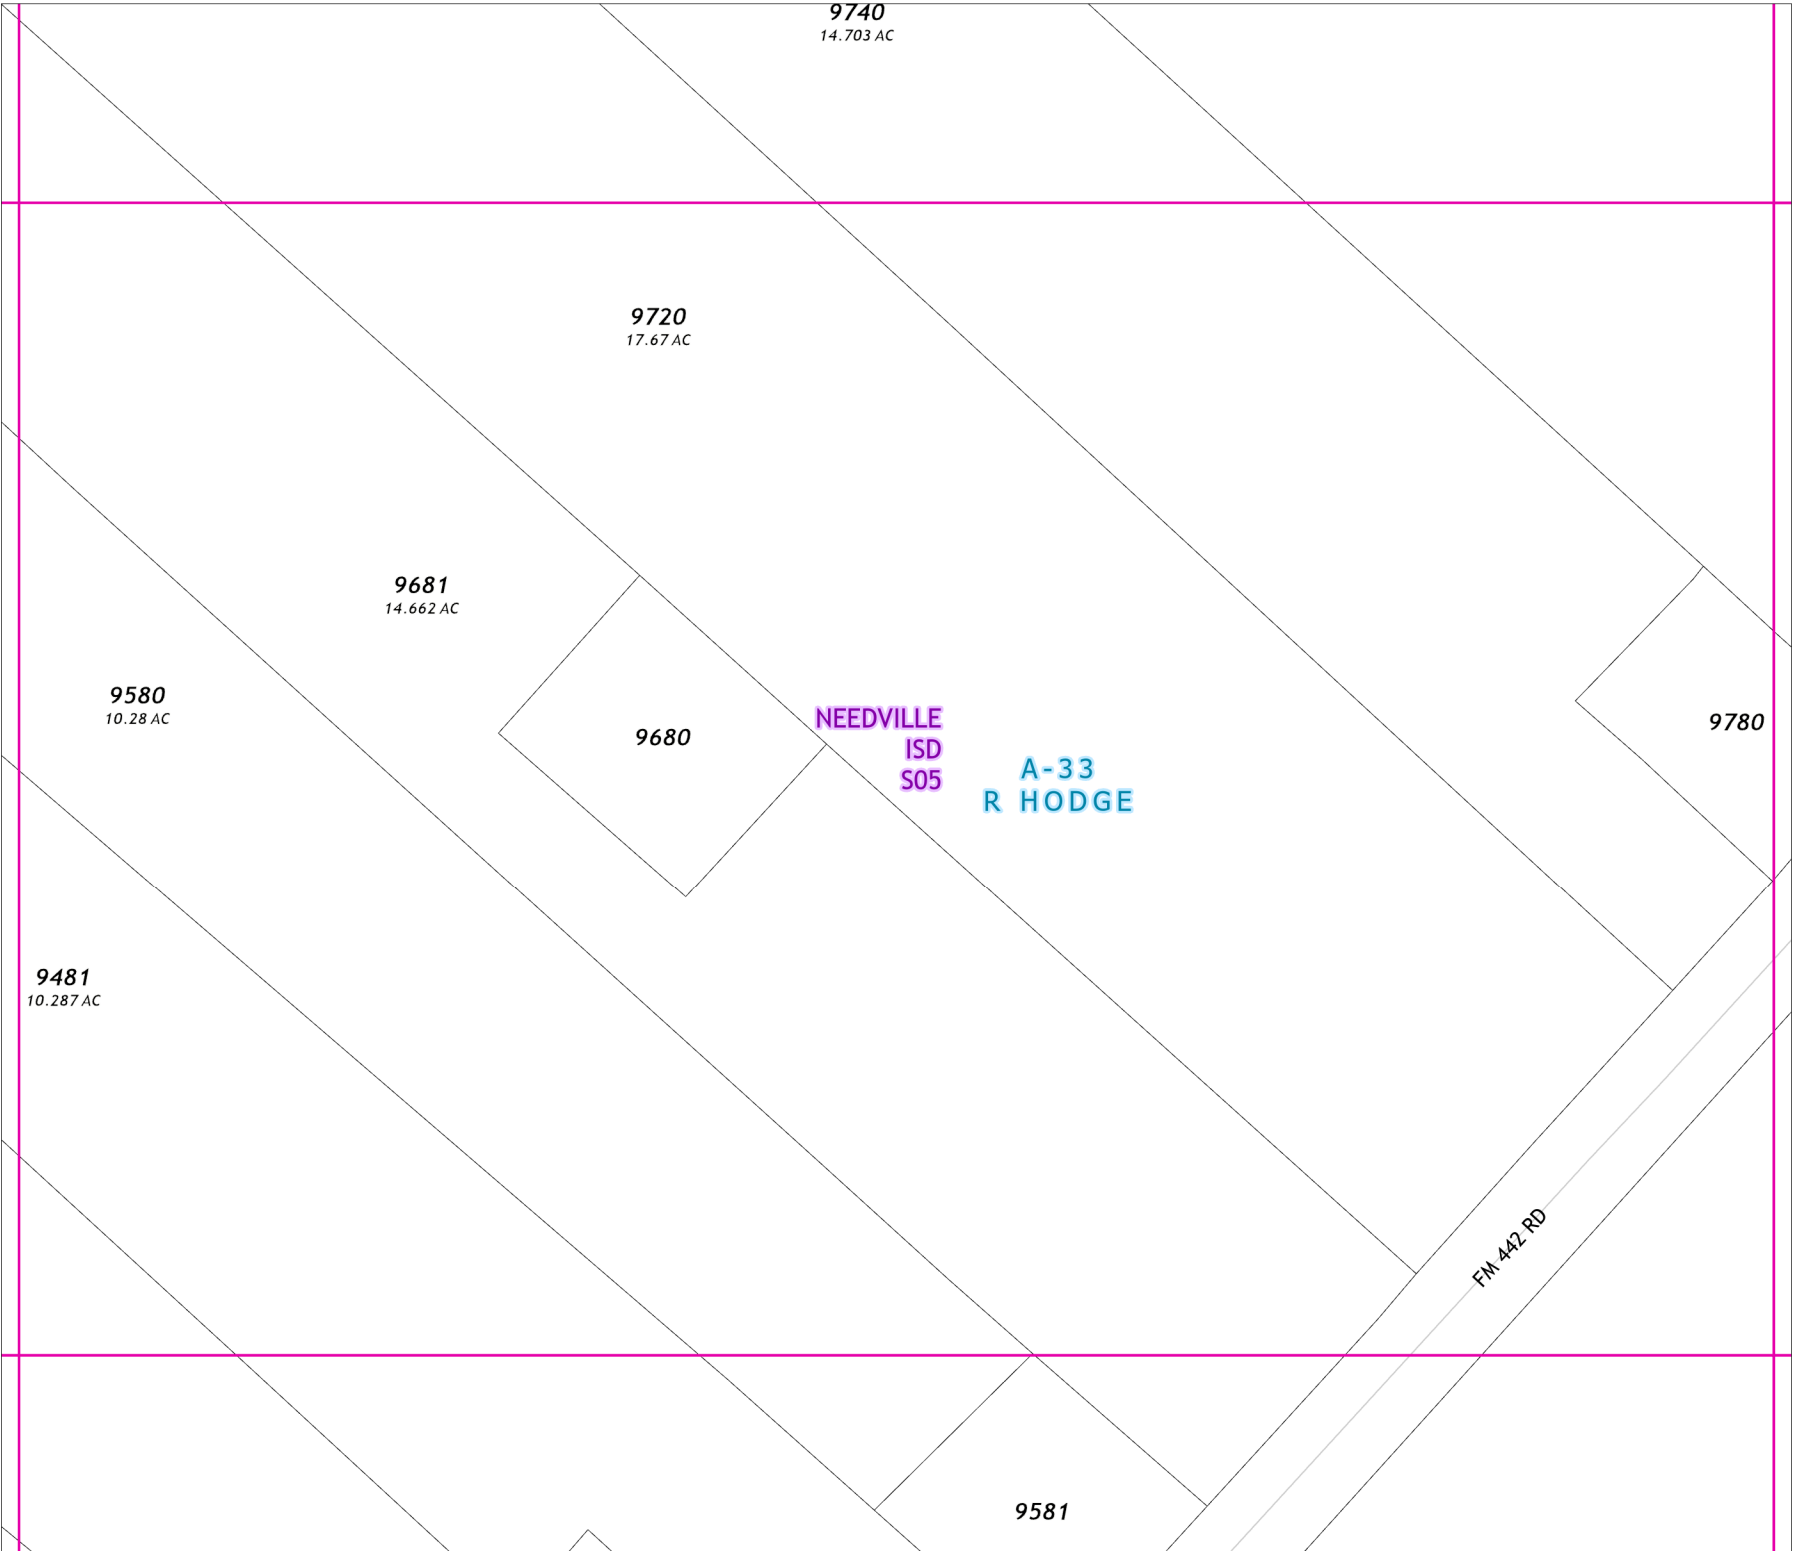 9740
14.703 AC
9720
17.67 AC
9681
14.662 AC
9580
10.28 AC
9680
NEEDVILLE
ISD
S05
A-33
R HODGE
9780
9481
10.287 AC
FM 442 RD
9581